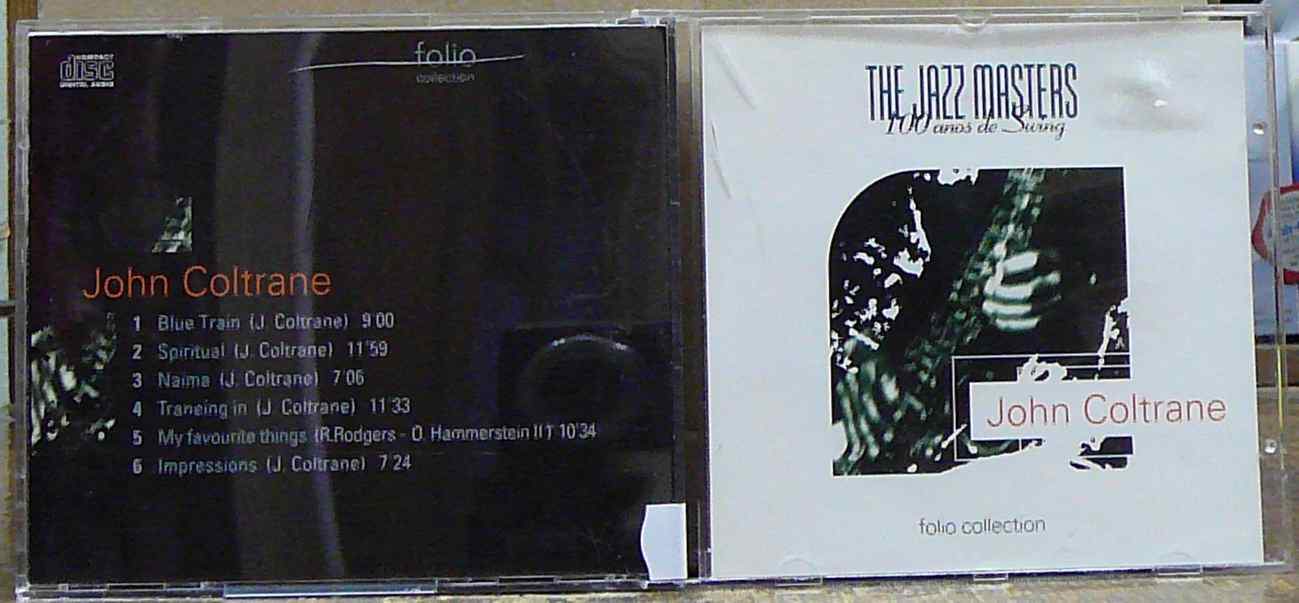 COMPACT
disc
DIGITAL AUDIO
folio
collection
John Coltrane
1 Blue Train (J. Coltrane) 9'00
2 Spiritual (J. Coltrane) 11'59
3 Naima (J. Coltrane) 7'06
4 Traneing in (J. Coltrane) 11'33
5 My favourite things (R.Rodgers - O. Hammerstein II) 10'34
6 Impressions (J. Coltrane) 7'24
THE JAZZ MASTERS
100 anos de Swing
John Coltrane
folio collection